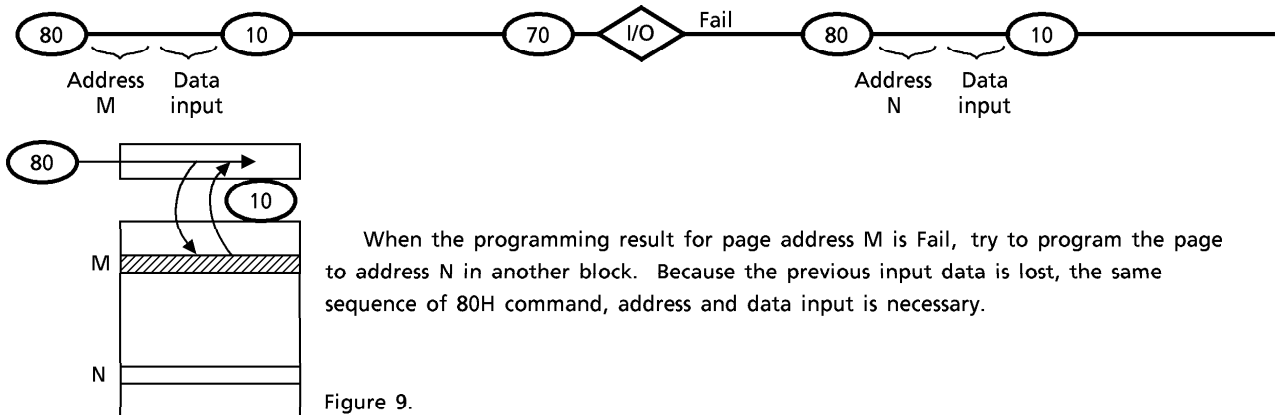 80 10 70 I/O Fail 80 10
Address Data Address Data
M input N input
80
10
When the programming result for page address M is Fail, try to program the page
M
to address N in another block. Because the previous input data is lost, the same
sequence of 80H command, address and data input is necessary.
N
Figure 9.